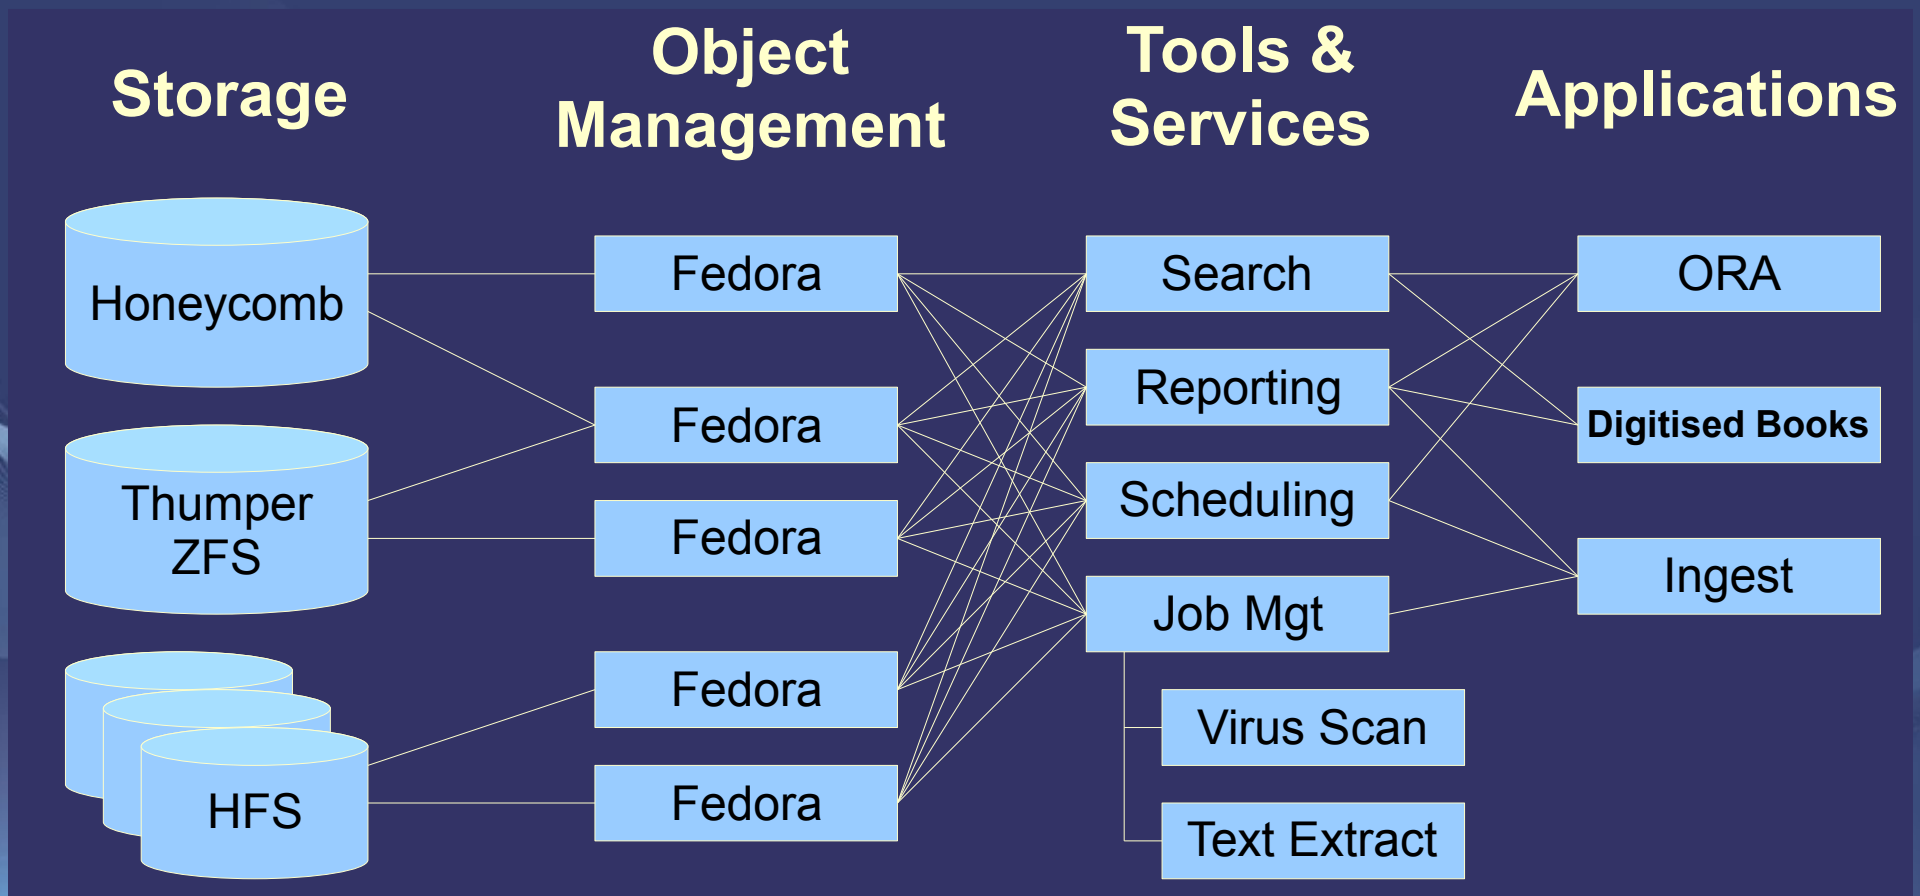 Storage
Object
Management
Tools &
Services
Applications
Honeycomb
Thumper
ZFS
HFS
Fedora
Fedora
Fedora
Fedora
Fedora
Search
Reporting
Scheduling
Job Mgt
Virus Scan
Text Extract
ORA
Digitised Books
Ingest